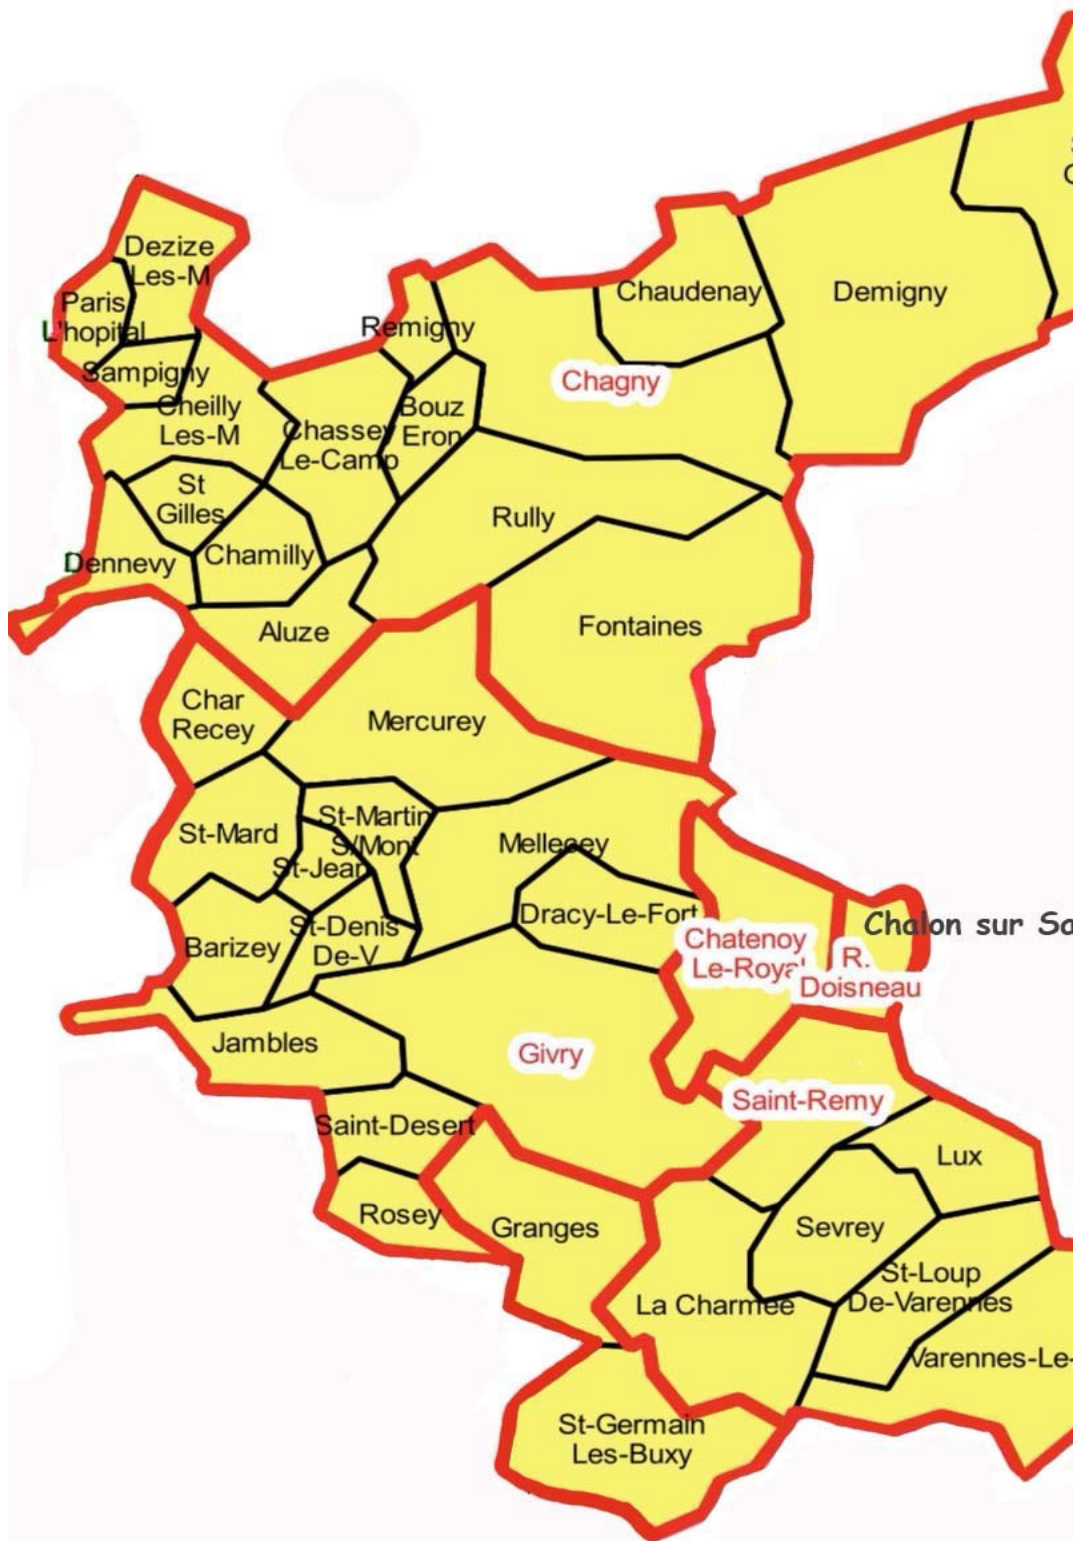 Dezize
Les-M
Paris
L'hopital
Sampigny
Cheilly
Les-M
Remigny
Chaudenay
Demigny
Chagny
Bouz
Eron
Chassey
Le-Camp
St
Gilles
Rully
Dennevy
Chamilly
Aluze
Fontaines
Char
Recey
Mercurey
St-Mard
St-Martin
S/Mont
St-Jean
Mellecey
Dracy-Le-Fort
St-Denis
De-V
Barizey
Chatenoy
Le-Royal
Chalon sur Sa
R.
Doisneau
Jambles
Givry
Saint-Remy
Saint-Desert
Lux
Rosey
Granges
Sevrey
St-Loup
De-Varennes
La Charmee
Varennes-Le-
St-Germain
Les-Buxy